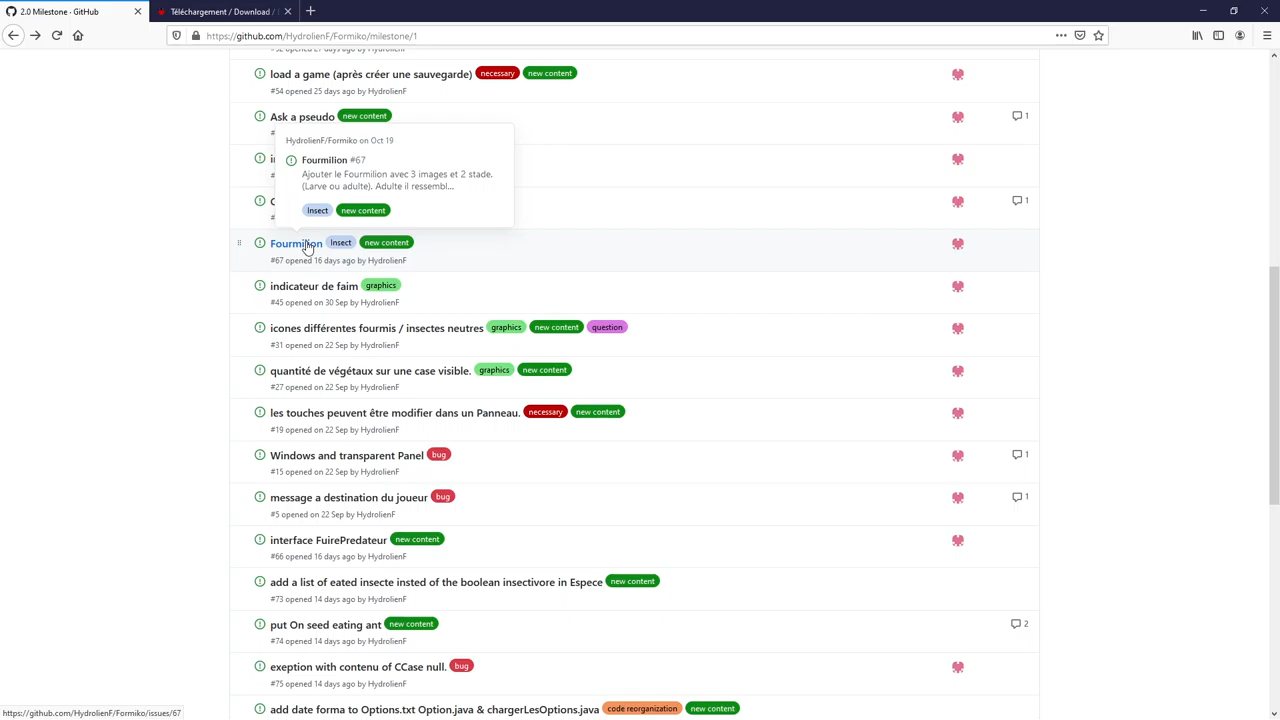 2.0 Milestone · GitHub
Téléchargement / Download /
https://github.com/HydrolienF/Formiko/milestone/1
load a game (après créer une sauvegarde) necessary new content
#54 opened 25 days ago by HydrolienF
Ask a pseudo new content 1
HydrolienF/Formiko on Oct 19
Fourmilion #67
Ajouter le Fourmilion avec 3 images et 2 stade.
(Larve ou adulte). Adulte il ressembl...
1
Insect new content
Fourmilion Insect new content
#67 opened 16 days ago by HydrolienF
indicateur de faim graphics
#45 opened on 30 Sep by HydrolienF
icones différentes fourmis / insectes neutres graphics new content question
#31 opened on 22 Sep by HydrolienF
quantité de végétaux sur une case visible. graphics new content
#27 opened on 22 Sep by HydrolienF
les touches peuvent être modifier dans un Panneau. necessary new content
#19 opened on 22 Sep by HydrolienF
Windows and transparent Panel bug 1
#15 opened on 22 Sep by HydrolienF
message a destination du joueur bug 1
#5 opened on 22 Sep by HydrolienF
interface FuirePredateur new content
#66 opened 16 days ago by HydrolienF
add a list of eated insecte insted of the boolean insectivore in Espece new content
#73 opened 14 days ago by HydrolienF
put On seed eating ant new content 2
#74 opened 14 days ago by HydrolienF
exeption with contenu of CCase null. bug
#75 opened 14 days ago by HydrolienF
add date forma to Options.txt Option.java & chargerLesOptions.java code reorganization new content
https://github.com/HydrolienF/Formiko/issues/67